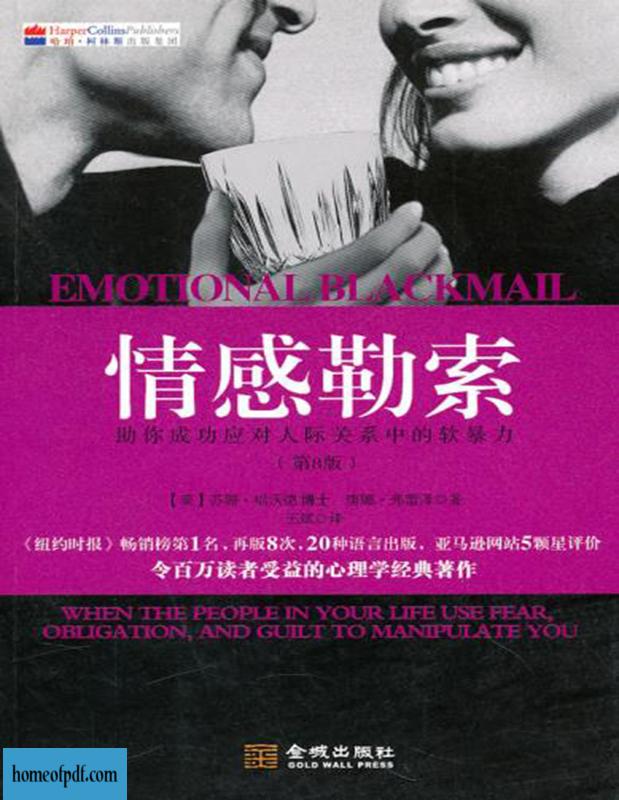 HarperCollinsPublishers
哈珀·柯林斯出版集团
EMOTIONAL BLACKMAIL
情感勒索
助你成功应对人际关系中的软暴力
(第8版)
【美】苏珊·福沃德博士 唐娜·弗雷泽著
王斌 译
《纽约时报》畅销榜第1名,再版8次,20种语言出版,亚马逊网站5颗星评价
令百万读者受益的心理学经典著作
WHEN THE PEOPLE IN YOUR LIFE USE FEAR,
OBLIGATION, AND GUILT TO MANIPULATE YOU
金城出版社
GOLD WALL PRESS
homeofpdf.com